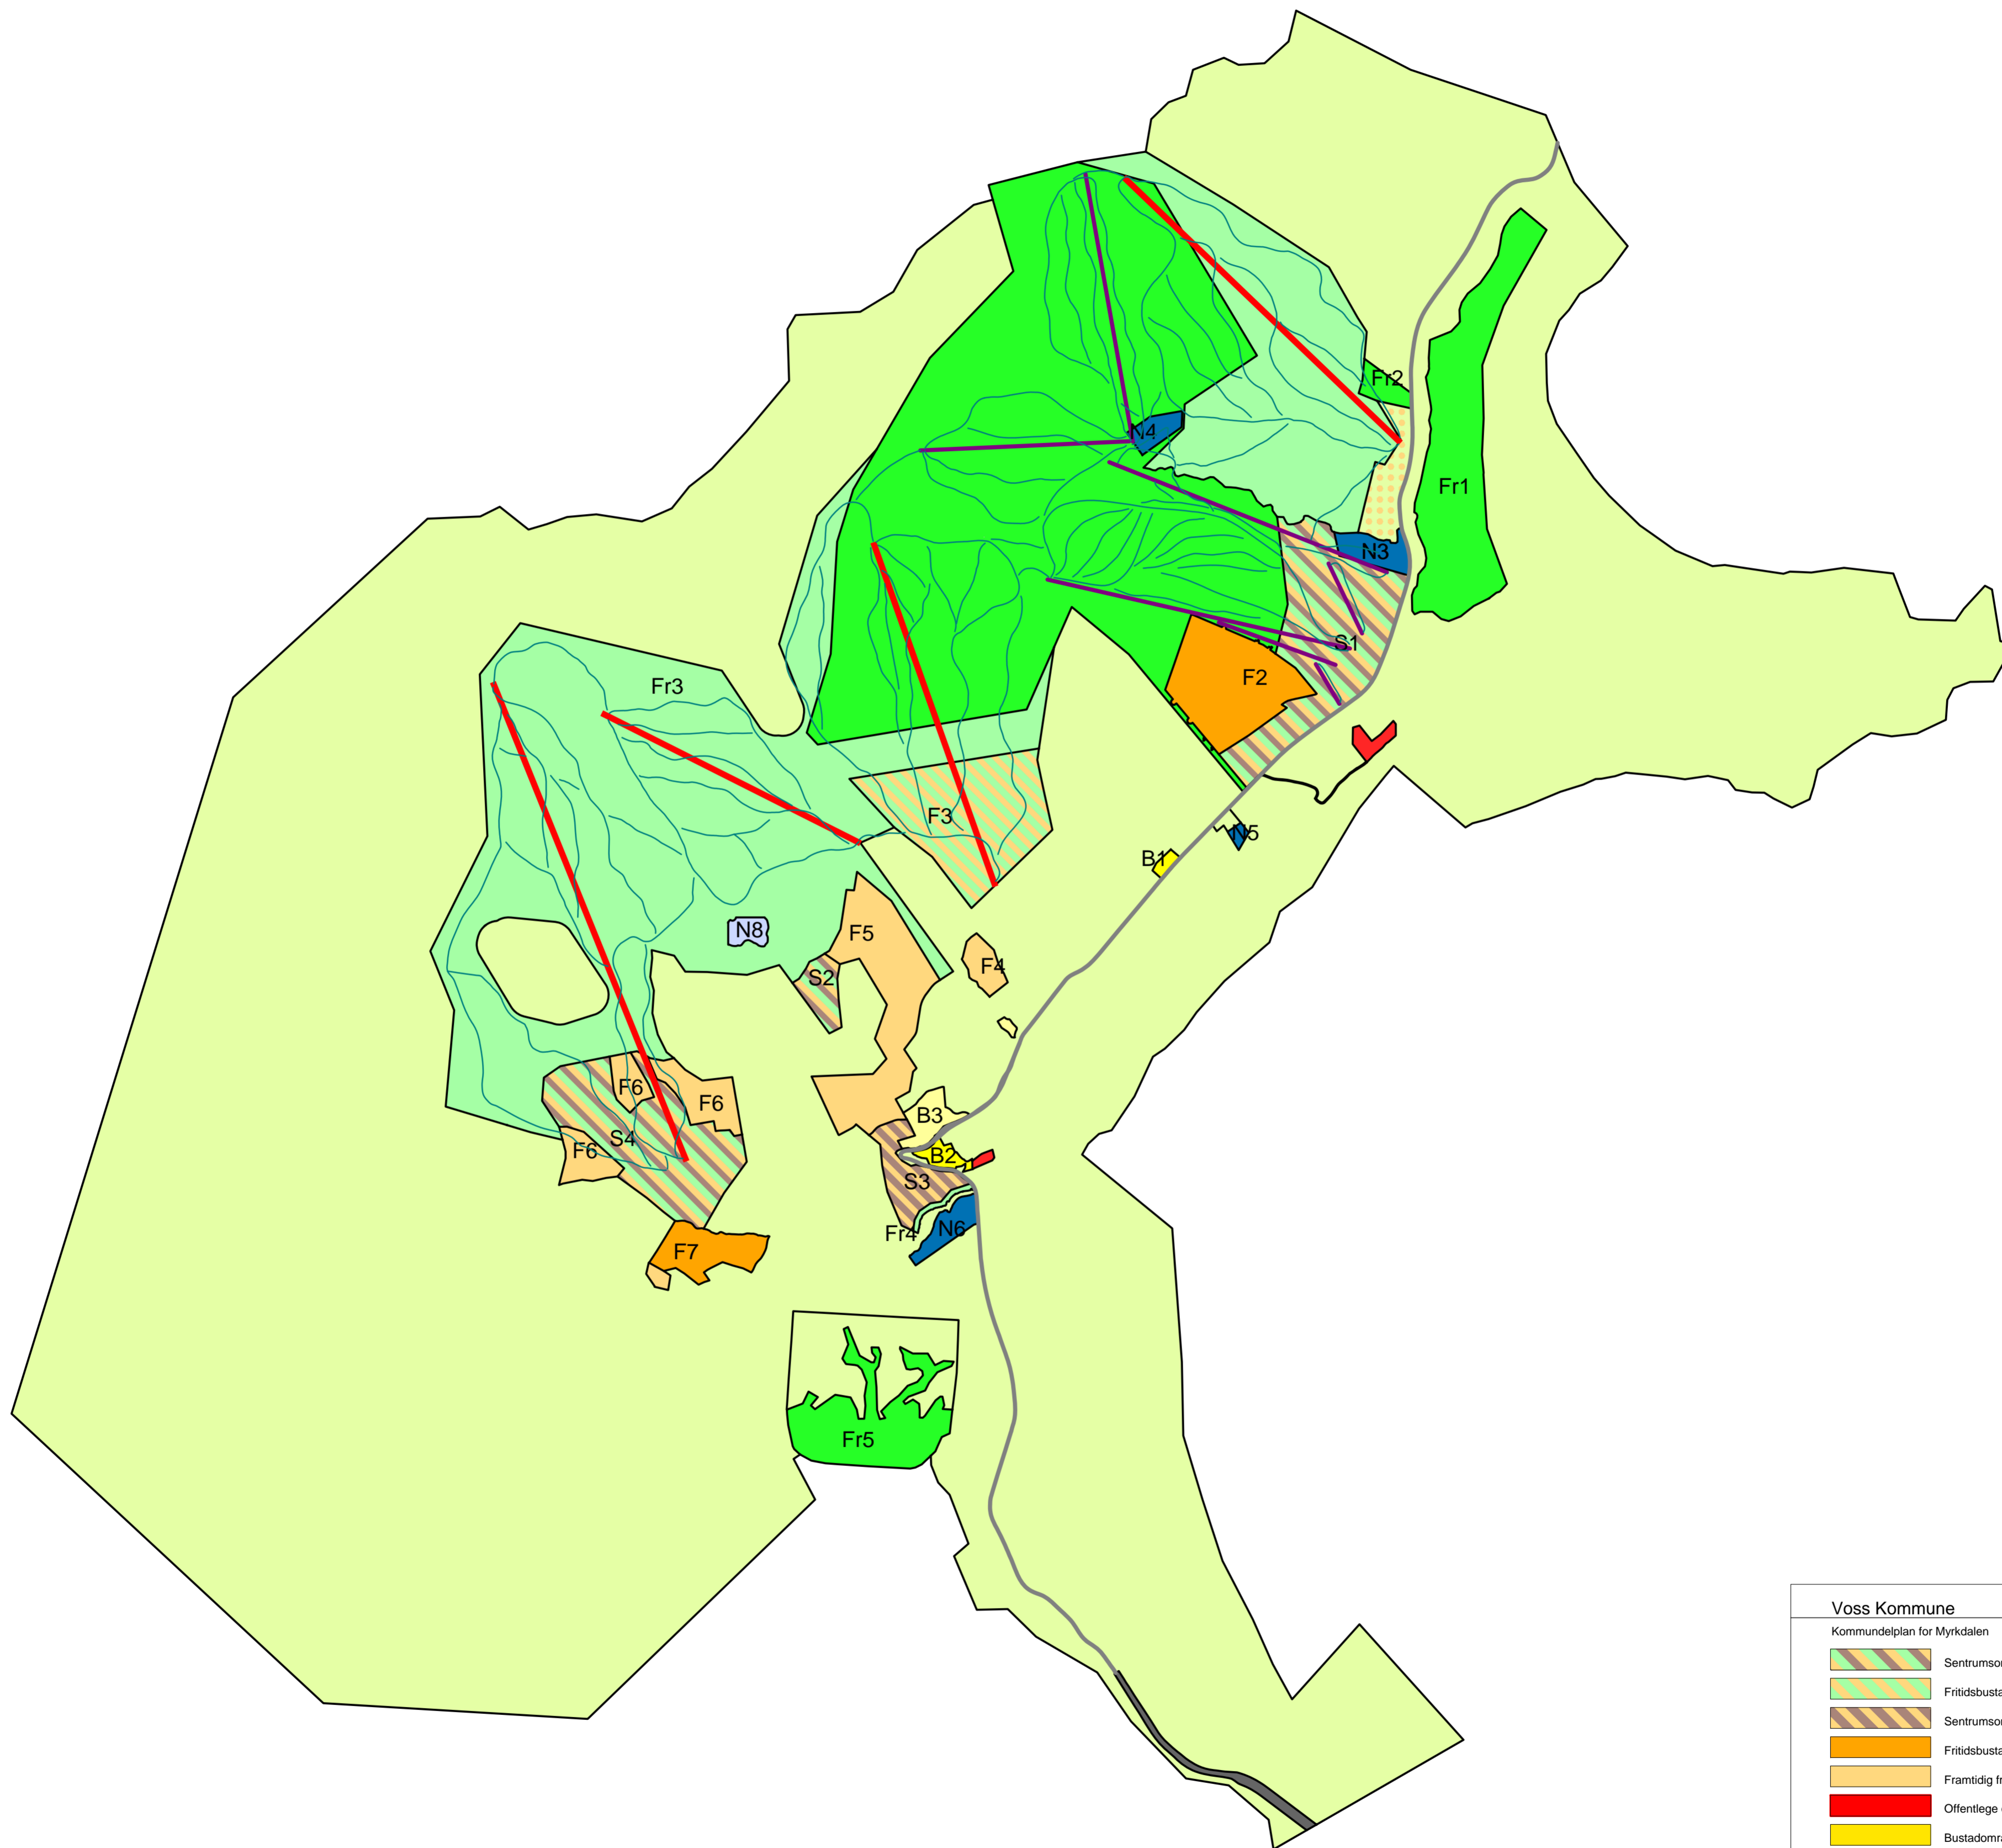 Fr2
N4
Fr1
N3
S1
F2
Fr3
F3
N5
B1
N8
F5
F4
S2
F6
F6
B3
S4
F6
B2
S3
Fr4
N6
F7
Fr5
Voss Kommune
Kommundelplan for Myrkdalen